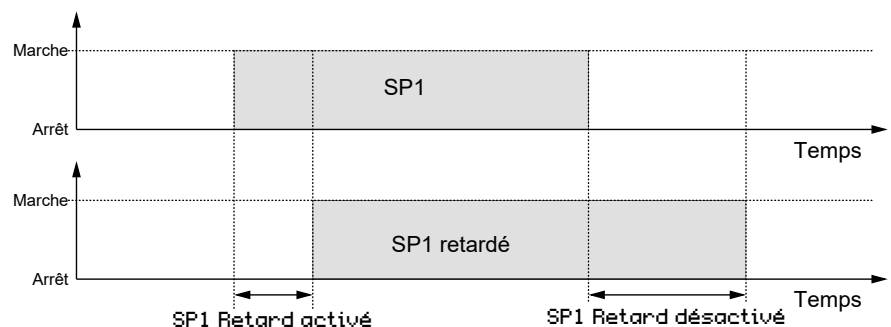 Marche
SP1
Arrêt
Temps
Marche
SP1 retardé
Arrêt
Temps
SP1 Retard activé
SP1 Retard désactivé